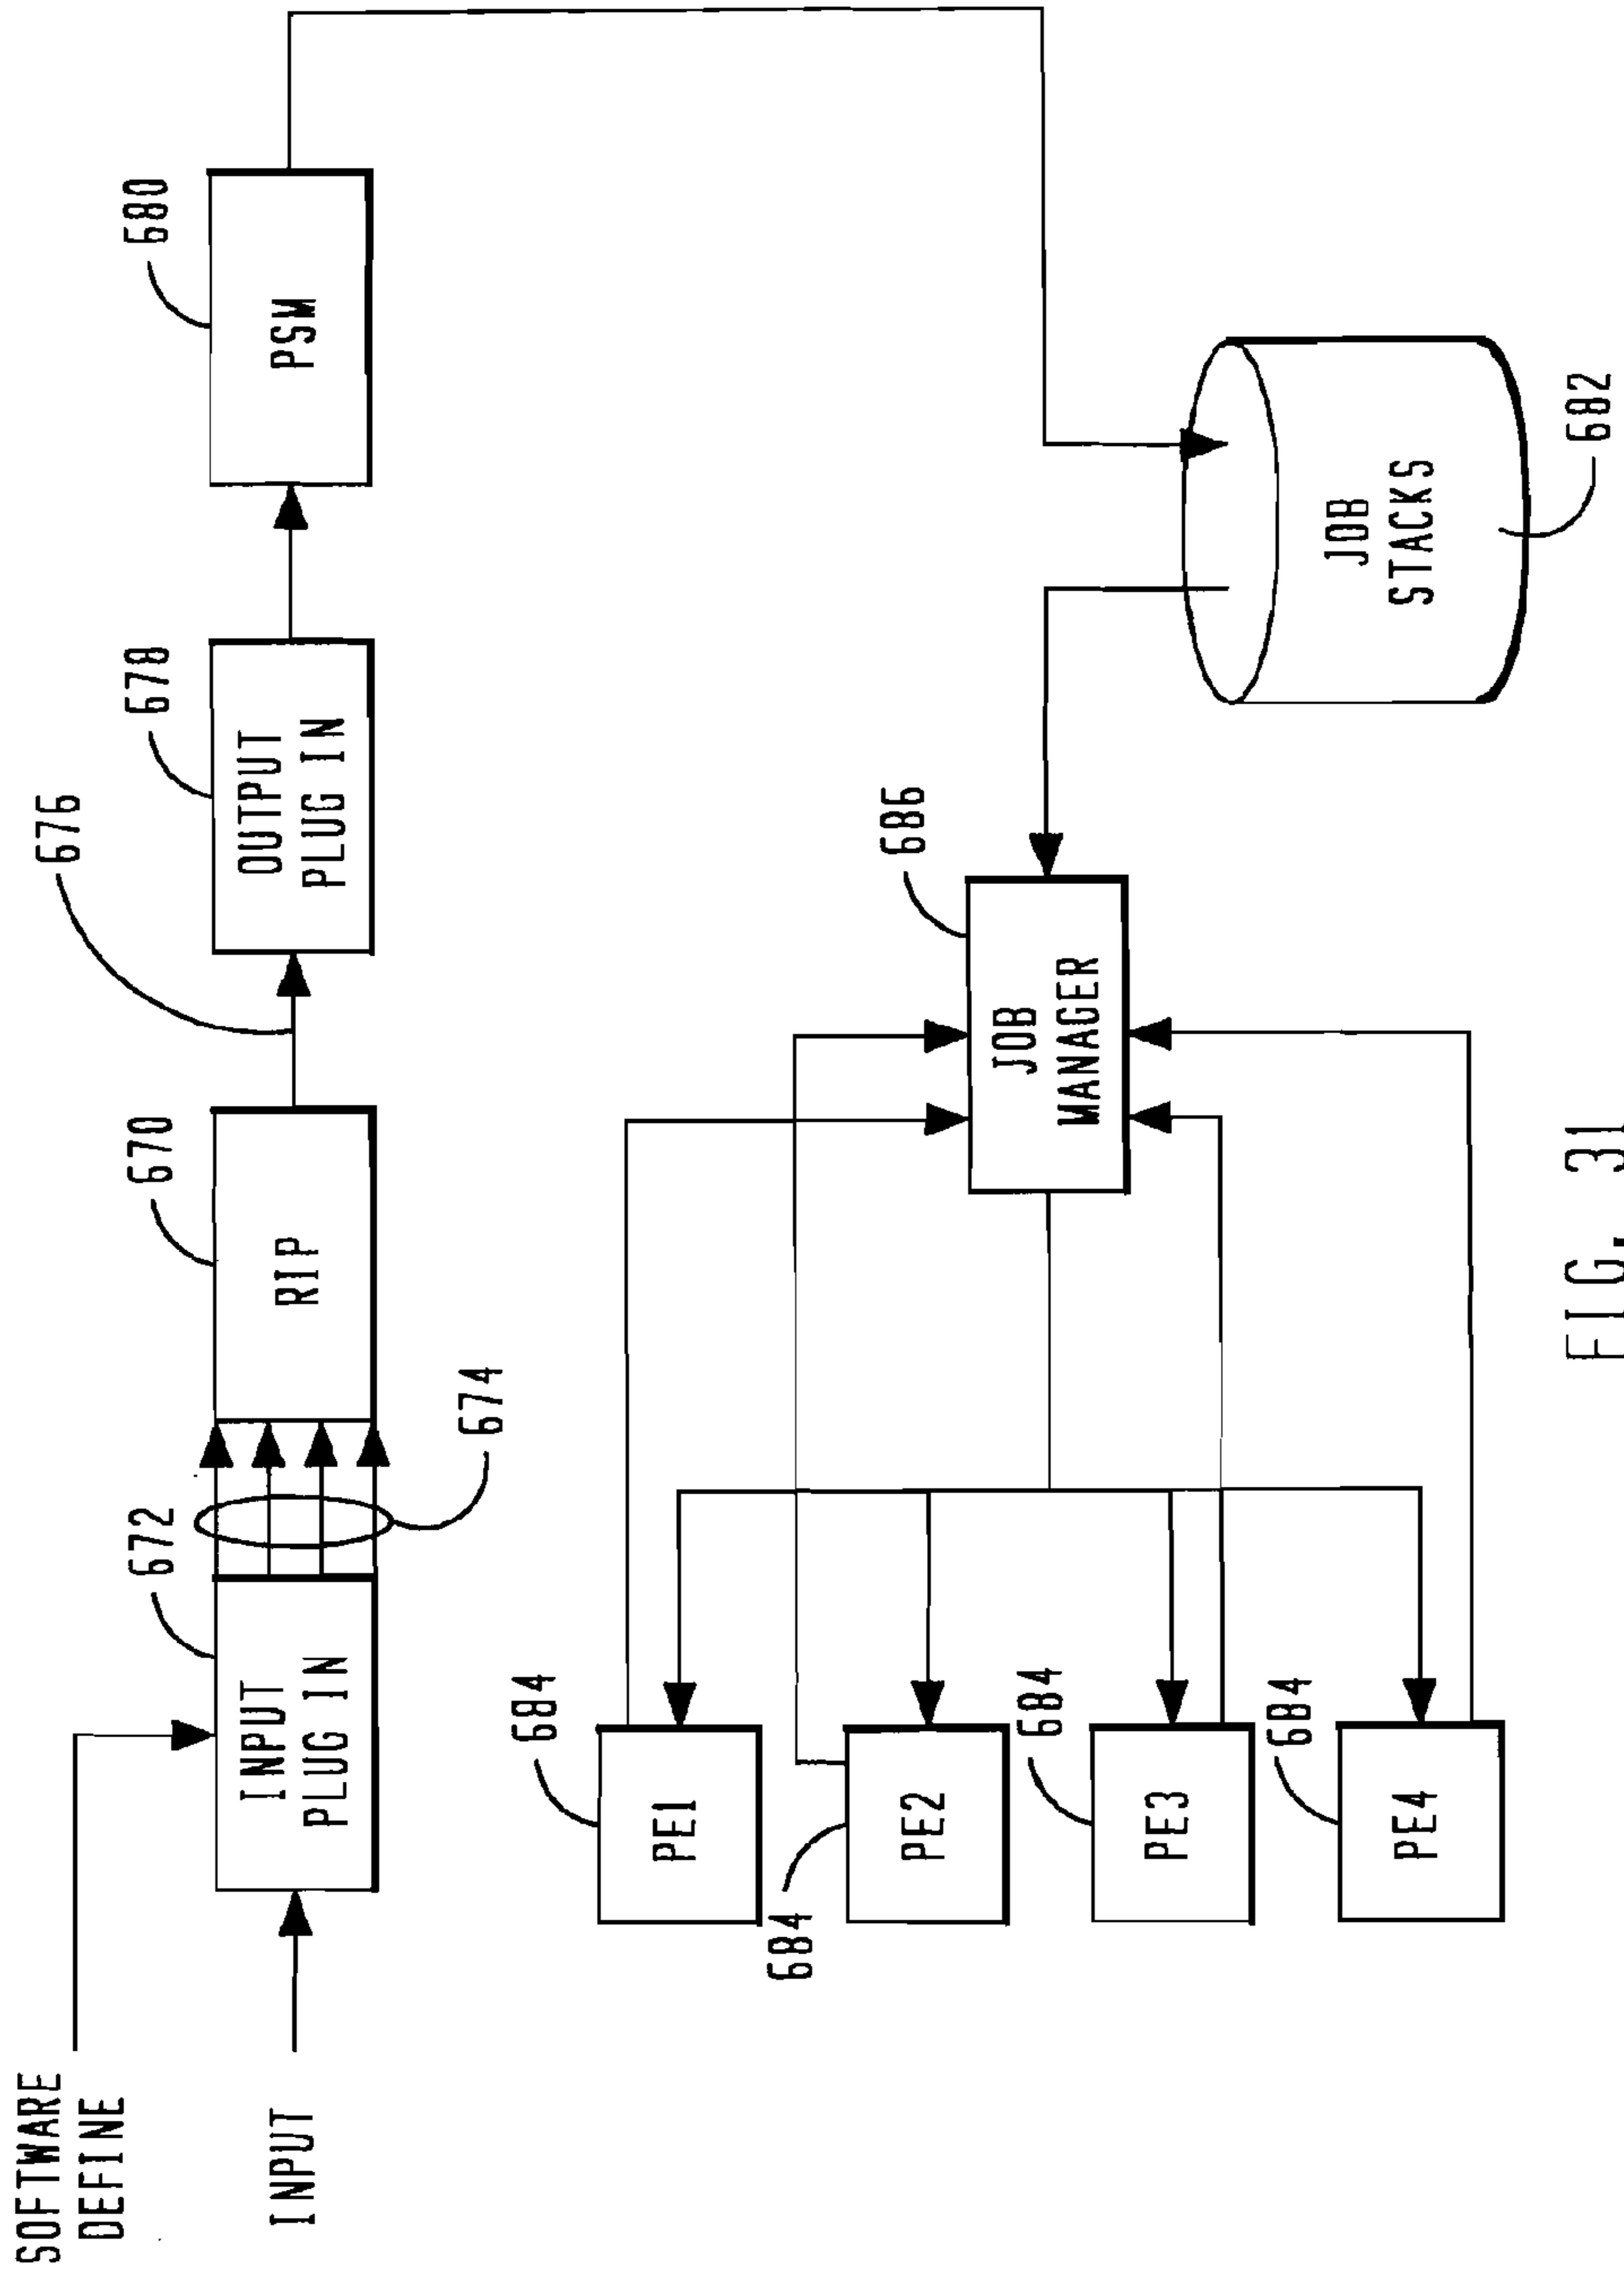 SOFTWARE
DEFINE
INPUT
672
INPUT
PLUG IN
674
670
RIP
676
678
OUTPUT
PLUG IN
680
PSM
684
PE1
684
PE2
684
PE3
684
PE4
686
JOB
MANAGER
JOB
STACKS
682
FIG. 31